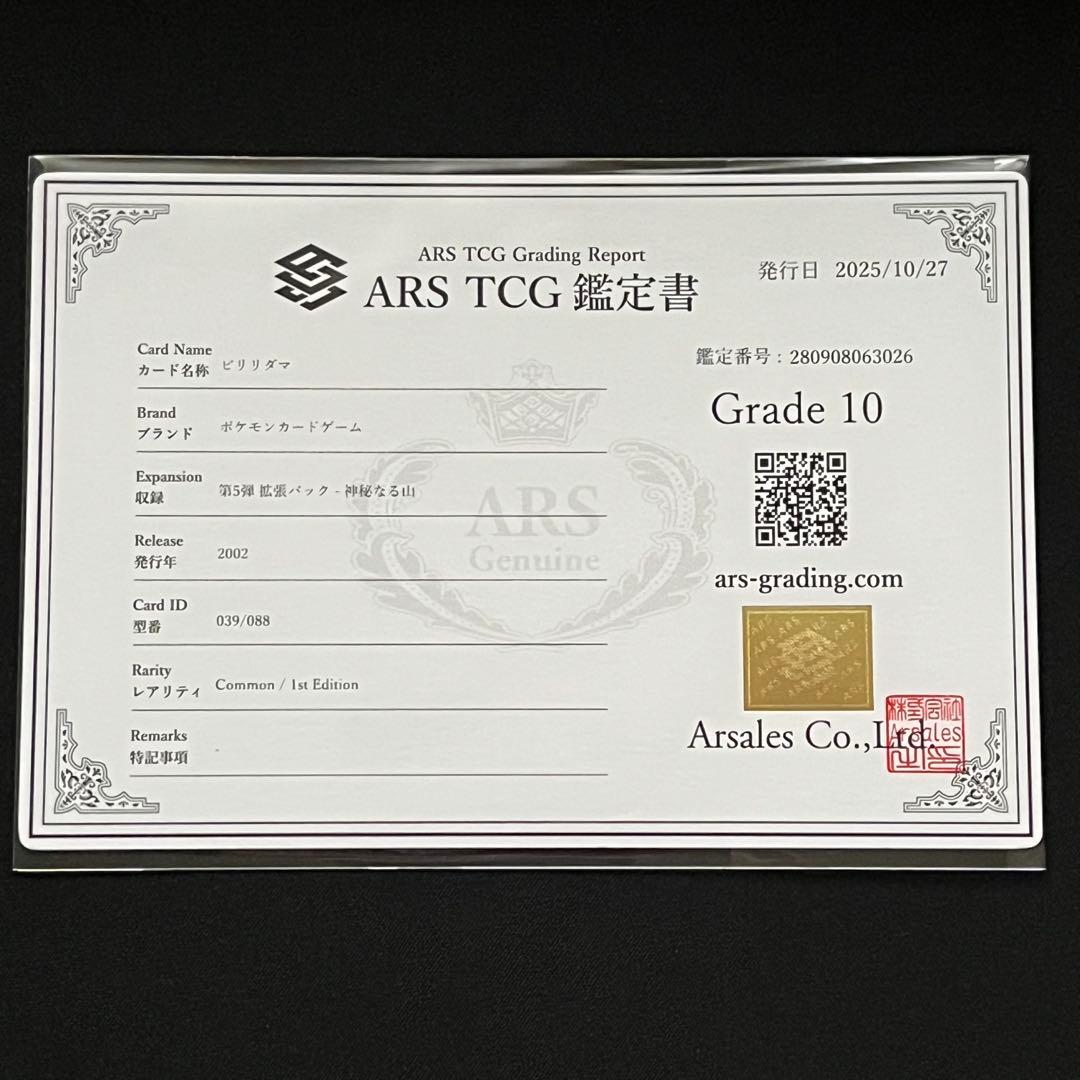 ARS TCG Grading Report
ARS TCG 鑑定書
発行日 2025/10/27
Card Name
カード名称 ビリリダマ
Brand
ブランド ポケモンカードゲーム
Expansion
収録 第5弾 拡張パック - 神秘なる山
Release
発行年 2002
Card ID
型番 039/088
Rarity
レアリティ Common / 1st Edition
Remarks
特記事項 -
ARS
Genuine
鑑定番号 : 280908063026
Grade 10
ars-grading.com
Arsales Co.,Ltd.
株式会社
Arsales